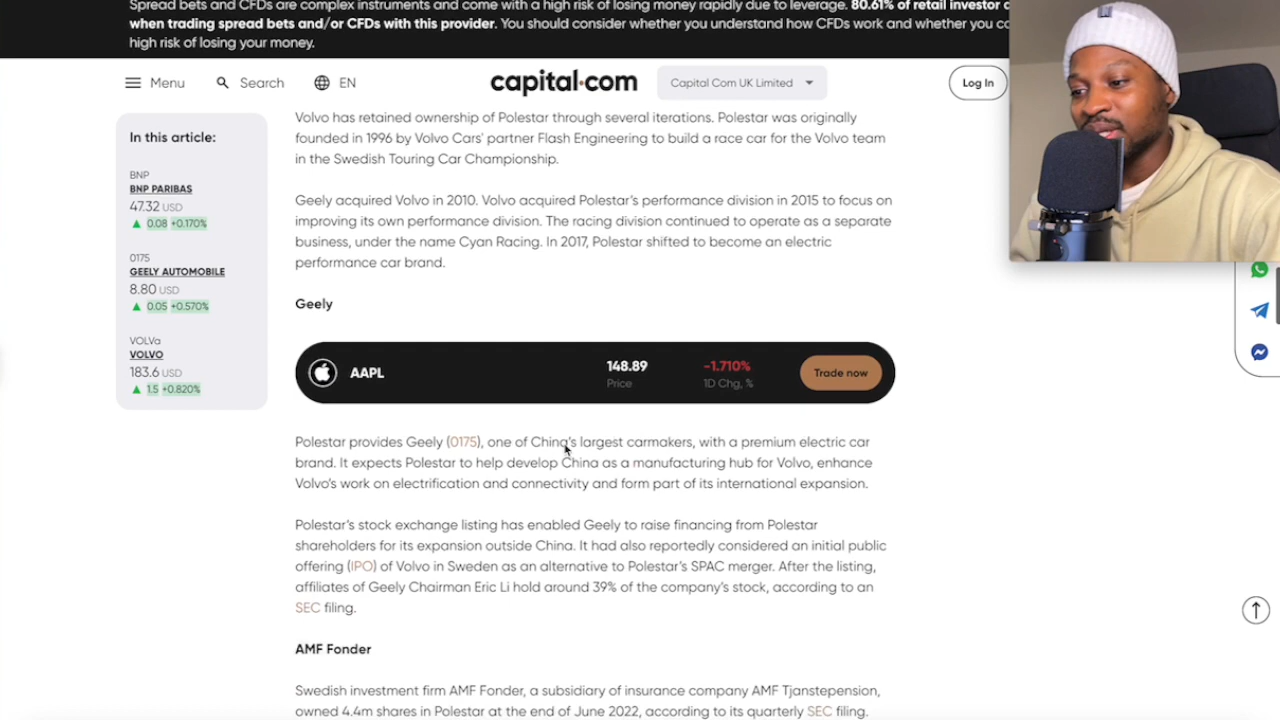 Spread bets and CFDs are complex instruments and come with a high risk of losing money rapidly due to leverage. 80.61% of retail investor
when trading spread bets and/or CFDs with this provider. You should consider whether you understand how CFDs work and whether you
high risk of losing your money.
Menu
Search
EN
capital.com
Capital Com UK Limited
Log In
In this article:
BNP
BNP PARIBAS
47.32 USD
▲ 0.08 +0.170%
0175
GEELY AUTOMOBILE
8.80 USD
▲ 0.05 +0.570%
VOLVa
VOLVO
183.6 USD
▲ 1.5 +0.820%
Volvo has retained ownership of Polestar through several iterations. Polestar was originally
founded in 1996 by Volvo Cars' partner Flash Engineering to build a race car for the Volvo team
in the Swedish Touring Car Championship.
Geely acquired Volvo in 2010. Volvo acquired Polestar's performance division in 2015 to focus on
improving its own performance division. The racing division continued to operate as a separate
business, under the name Cyan Racing. In 2017, Polestar shifted to become an electric
performance car brand.
Geely
AAPL
148.89
Price
-1.710%
1D Chg, %
Trade now
Polestar provides Geely (0175), one of China's largest carmakers, with a premium electric car
brand. It expects Polestar to help develop China as a manufacturing hub for Volvo, enhance
Volvo's work on electrification and connectivity and form part of its international expansion.
Polestar's stock exchange listing has enabled Geely to raise financing from Polestar
shareholders for its expansion outside China. It had also reportedly considered an initial public
offering (IPO) of Volvo in Sweden as an alternative to Polestar's SPAC merger. After the listing,
affiliates of Geely Chairman Eric Li hold around 39% of the company's stock, according to an
SEC filing.
AMF Fonder
Swedish investment firm AMF Fonder, a subsidiary of insurance company AMF Tjanstepension,
owned 4.4m shares in Polestar at the end of June 2022, according to its quarterly SEC filing.